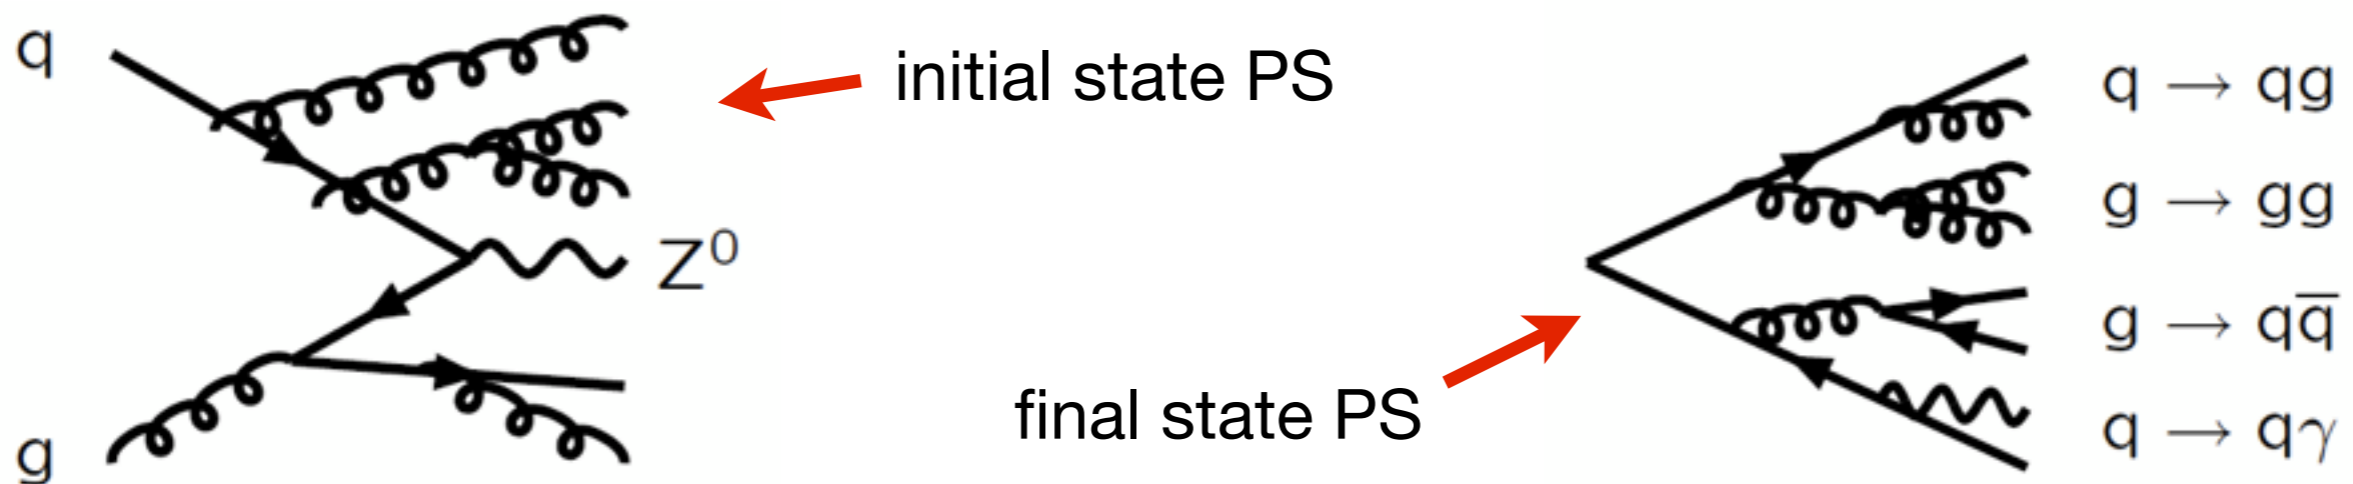 q
initial state PS
Z⁰
g
final state PS
q → qg
g → gg
g → qq̅
q → qγ